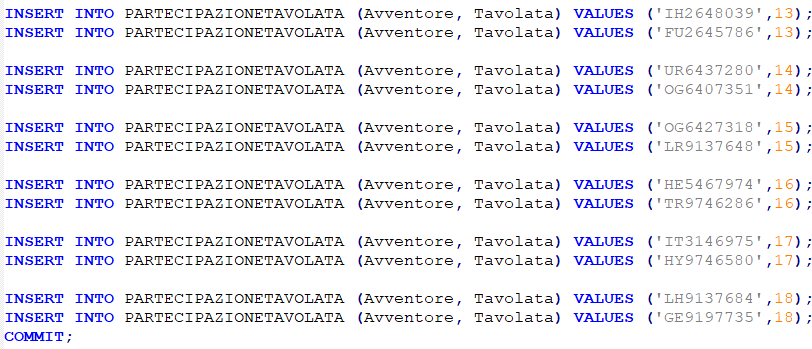 INSERT INTO PARTECIPAZIONETAVOLATA (Avventore, Tavolata) VALUES ('IH2648039',13);
INSERT INTO PARTECIPAZIONETAVOLATA (Avventore, Tavolata) VALUES ('FU2645786',13);
INSERT INTO PARTECIPAZIONETAVOLATA (Avventore, Tavolata) VALUES ('UR6437280',14);
INSERT INTO PARTECIPAZIONETAVOLATA (Avventore, Tavolata) VALUES ('OG6407351',14);
INSERT INTO PARTECIPAZIONETAVOLATA (Avventore, Tavolata) VALUES ('OG6427318',15);
INSERT INTO PARTECIPAZIONETAVOLATA (Avventore, Tavolata) VALUES ('LR9137648',15);
INSERT INTO PARTECIPAZIONETAVOLATA (Avventore, Tavolata) VALUES ('HE5467974',16);
INSERT INTO PARTECIPAZIONETAVOLATA (Avventore, Tavolata) VALUES ('TR9746286',16);
INSERT INTO PARTECIPAZIONETAVOLATA (Avventore, Tavolata) VALUES ('IT3146975',17);
INSERT INTO PARTECIPAZIONETAVOLATA (Avventore, Tavolata) VALUES ('HY9746580',17);
INSERT INTO PARTECIPAZIONETAVOLATA (Avventore, Tavolata) VALUES ('LH9137684',18);
INSERT INTO PARTECIPAZIONETAVOLATA (Avventore, Tavolata) VALUES ('GE9197735',18);
COMMIT;